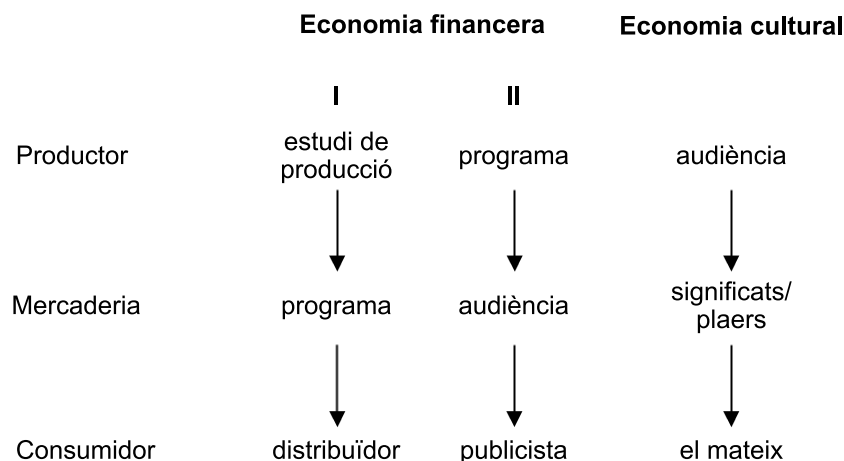 Economia financera Economia cultural
I II
Productor estudi de producció programa audiència
Mercaderia programa audiència significats/ plaers
Consumidor distribuïdor publicista el mateix